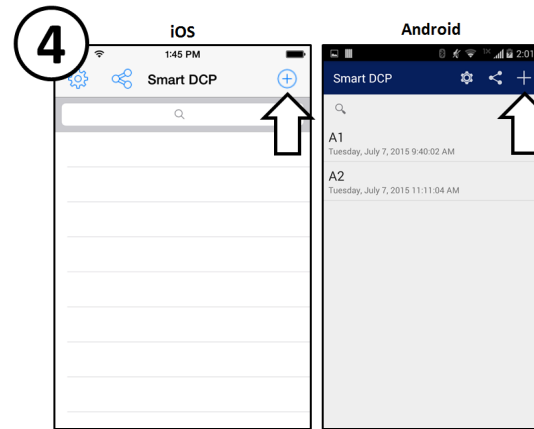 4
iOS
Android
1:45 PM
Smart DCP
2:01
Smart DCP
A1
Tuesday, July 7, 2015 9:40:02 AM
A2
Tuesday, July 7, 2015 11:11:04 AM